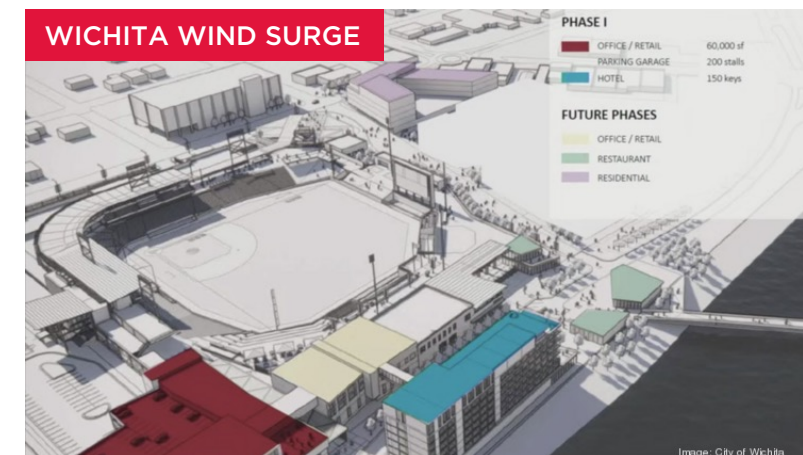 WICHITA WIND SURGE
PHASE I
OFFICE / RETAIL 60,000 sf
PARKING GARAGE 200 stalls
HOTEL 150 keys
FUTURE PHASES
OFFICE / RETAIL
RESTAURANT
RESIDENTIAL
Image: City of Wichita